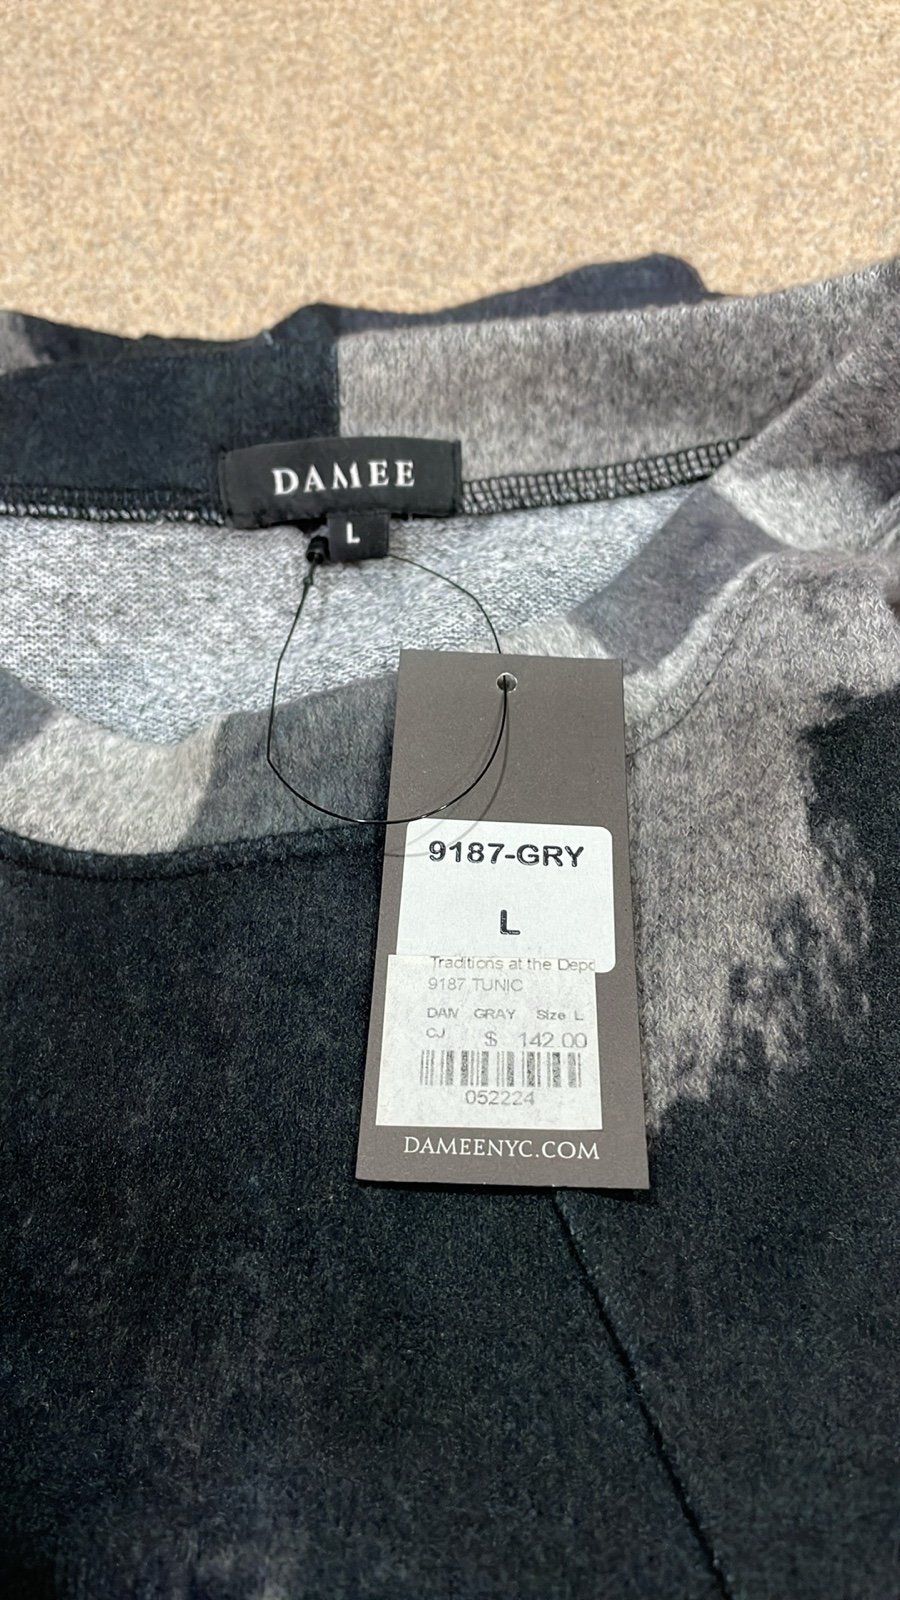 DAMEE
L
9187-GRY
L
Traditions at the Depo
9187 TUNIC
DAM GRAY Size L
CJ $ 142.00
052224
DAMEENYC.COM